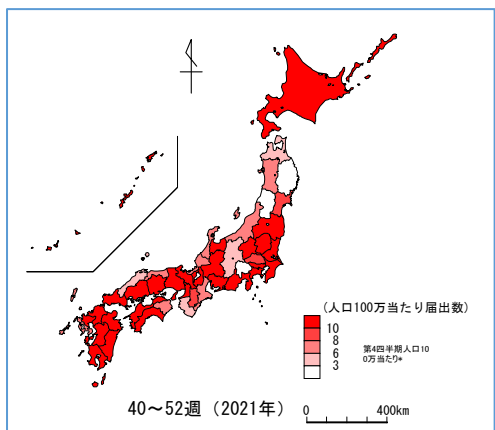 (人口100万当たり届出数)
10
8
6
3
第4四半期人口10
0万当たり*
40～52週（2021年）
0 400km